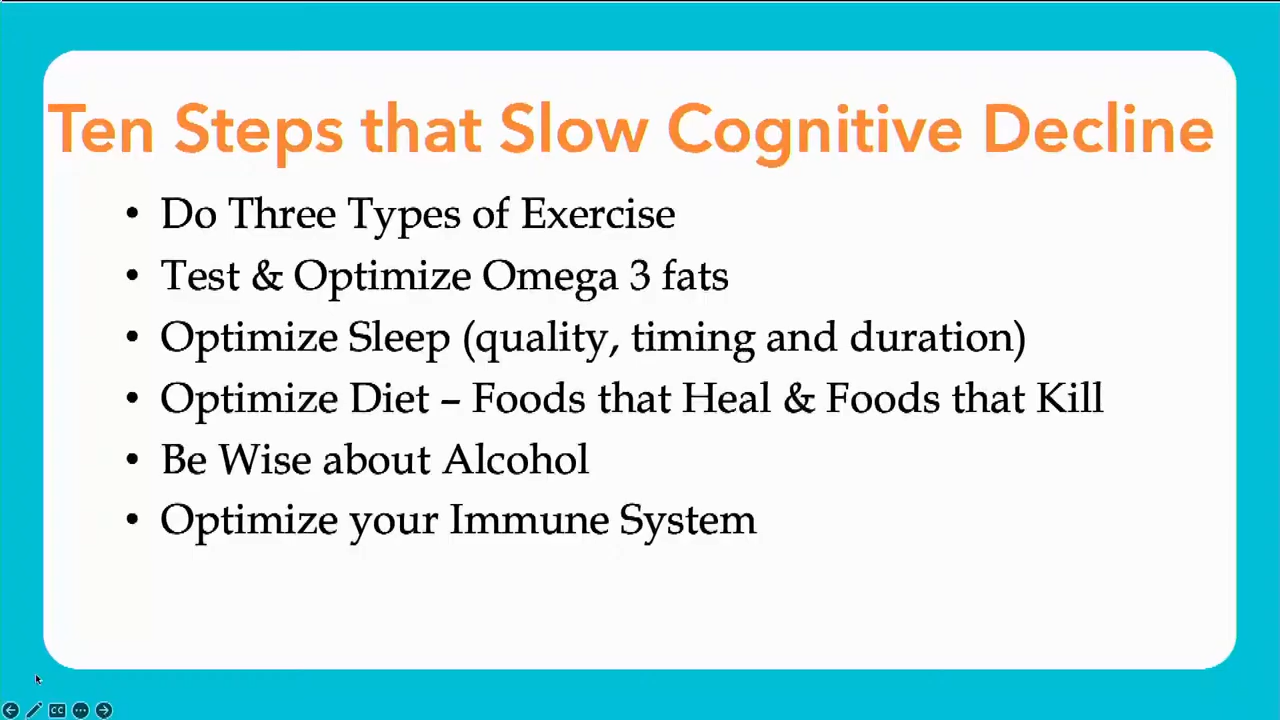 Ten Steps that Slow Cognitive Decline
• Do Three Types of Exercise
• Test & Optimize Omega 3 fats
• Optimize Sleep (quality, timing and duration)
• Optimize Diet – Foods that Heal & Foods that Kill
• Be Wise about Alcohol
• Optimize your Immune System
CC